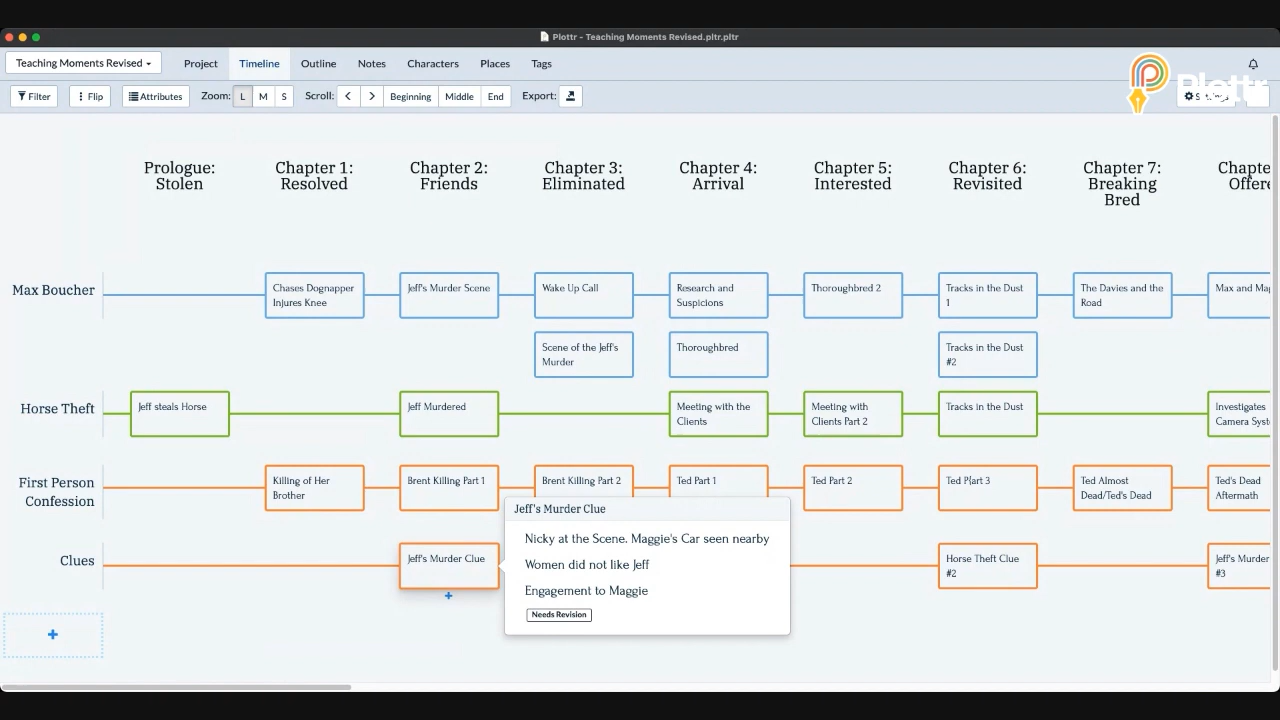 Plottr - Teaching Moments Revised.pltr.pltr
Teaching Moments Revised
Project
Timeline
Outline
Notes
Characters
Places
Tags
Plottr
Filter
Flip
Attributes
Zoom:
L
M
S
Scroll:
Beginning
Middle
End
Export:
Settings
Prologue:
Stolen
Chapter 1:
Resolved
Chapter 2:
Friends
Chapter 3:
Eliminated
Chapter 4:
Arrival
Chapter 5:
Interested
Chapter 6:
Revisited
Chapter 7:
Breaking
Bred
Chapte
Offere
Max Boucher
Chases Dognapper
Injures Knee
Jeff's Murder Scene
Wake Up Call
Research and
Suspicions
Thoroughbred 2
Tracks in the Dust
1
The Davies and the
Road
Max and Mag
Scene of the Jeff's
Murder
Thoroughbred
Tracks in the Dust
#2
Horse Theft
Jeff steals Horse
Jeff Murdered
Meeting with the
Clients
Meeting with
Clients Part 2
Tracks in the Dust
Investigates
Camera Syst
First Person
Confession
Killing of Her
Brother
Brent Killing Part 1
Brent Killing Part 2
Ted Part 1
Ted Part 2
Ted P{art 3
Ted Almost
Dead/Ted's Dead
Ted's Dead
Aftermath
Clues
Jeff's Murder Clue
Jeff's Murder Clue
Nicky at the Scene. Maggie's Car seen nearby
Women did not like Jeff
Engagement to Maggie
Needs Revision
Horse Theft Clue
#2
Jeff's Murder
#3